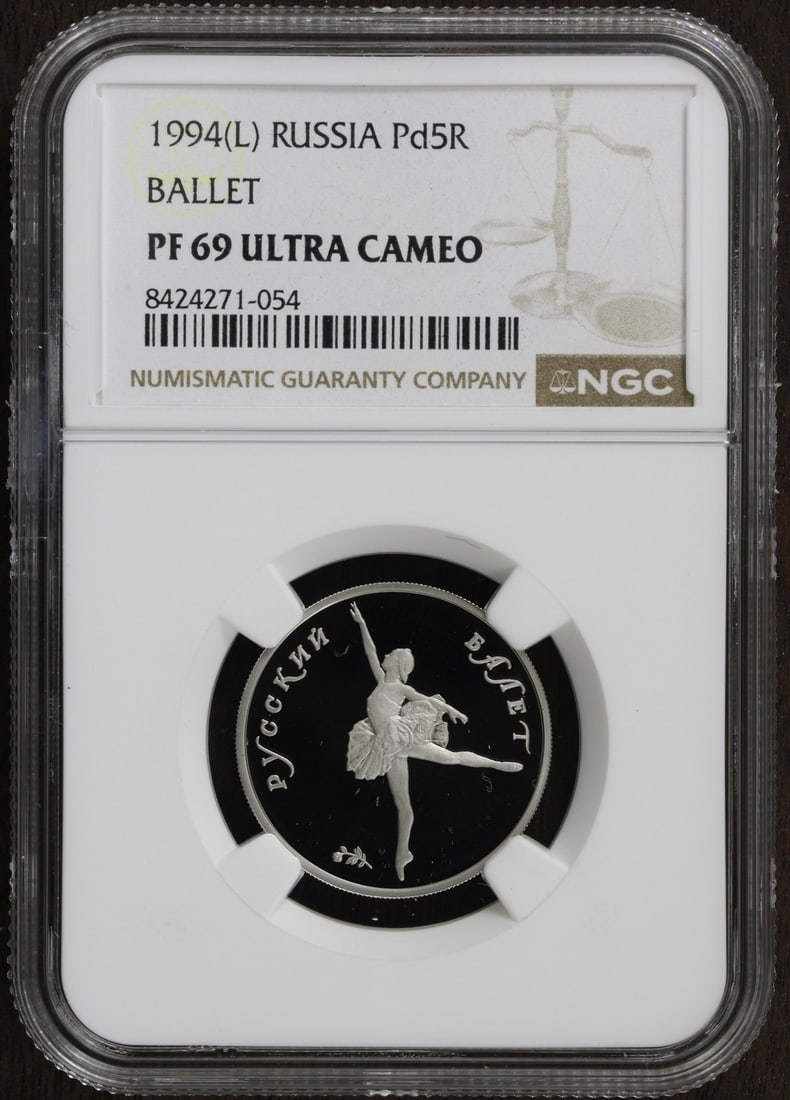 1994(L) RUSSIA Pd5R
BALLET
PF 69 ULTRA CAMEO
8424271-054
NUMISMATIC GUARANTY COMPANY NGC
РУССКИЙ БАЛЕТ